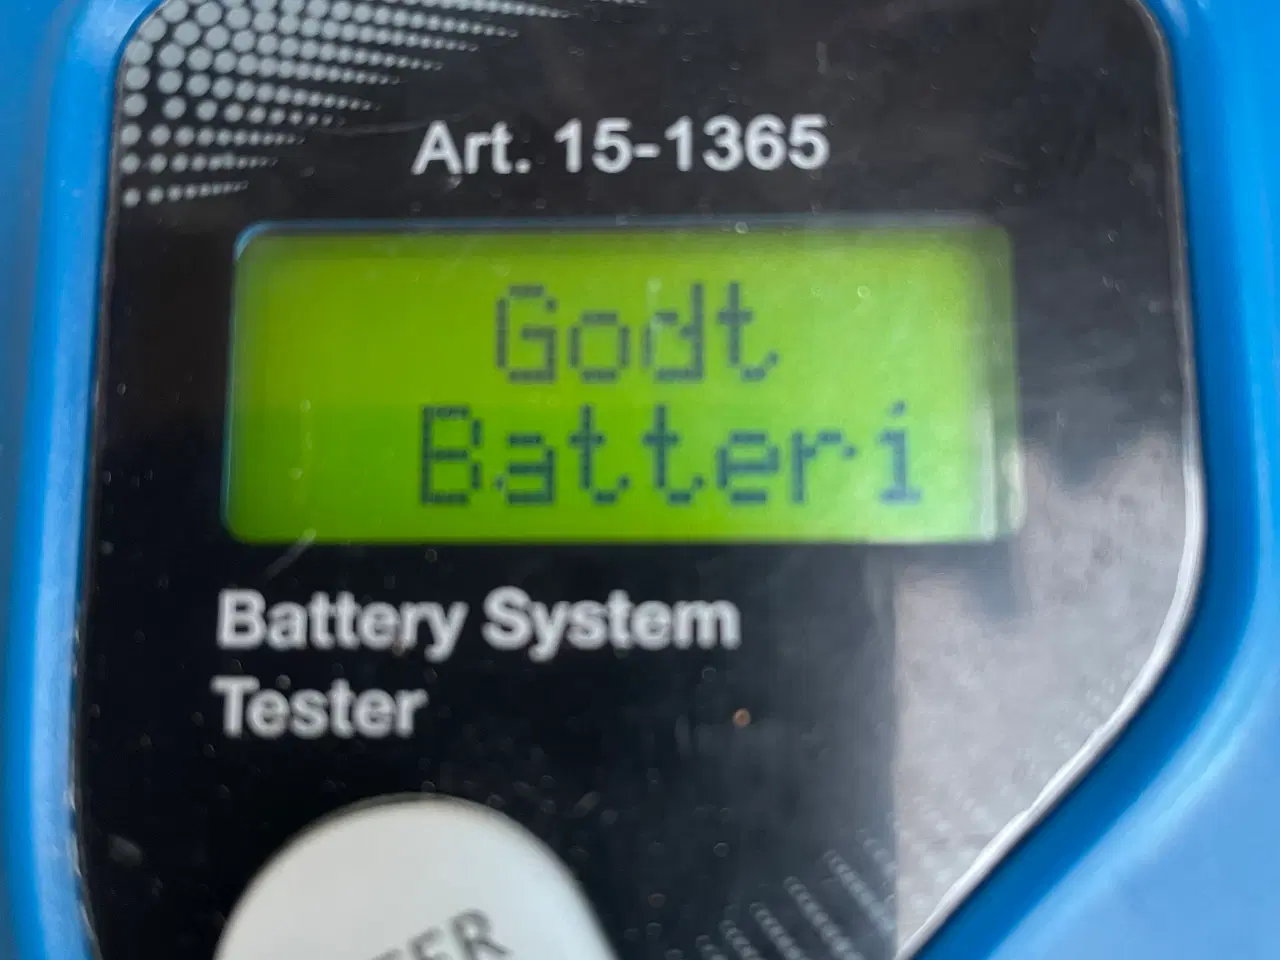 Art. 15-1365
Godt
Batteri
Battery System
Tester